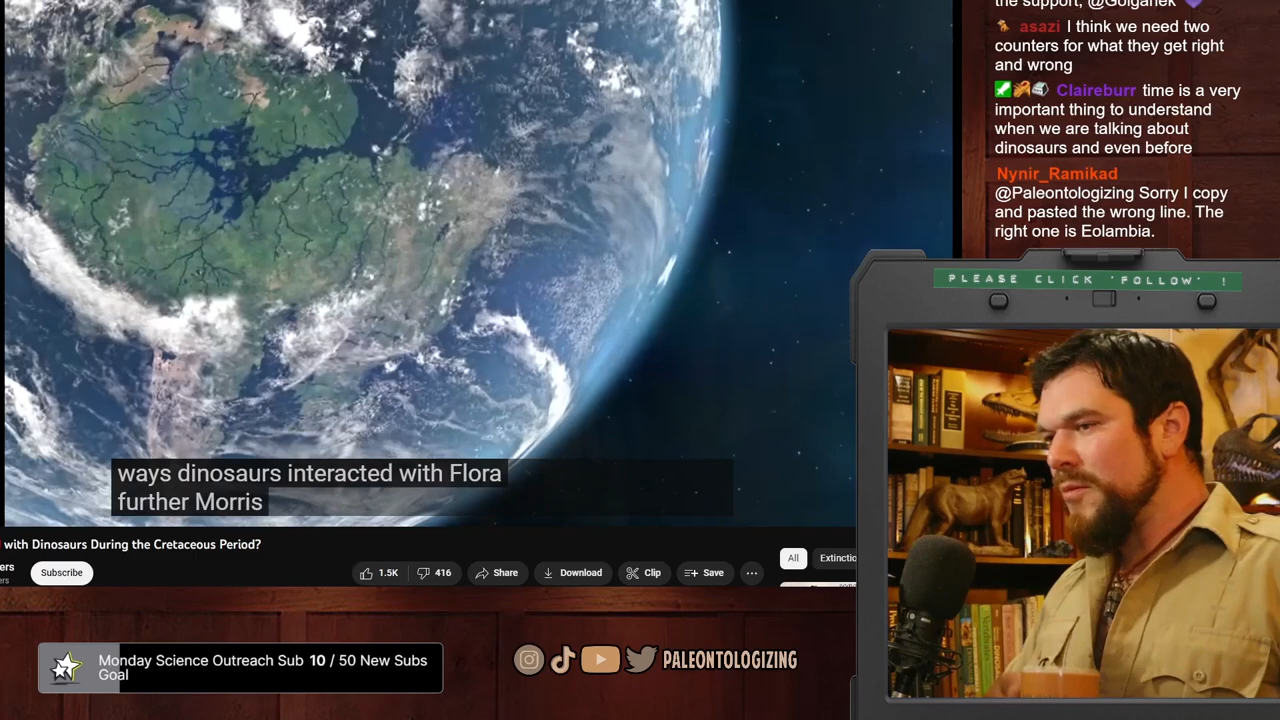 the support, @Golganek
asazi I think we need two
counters for what they get right
and wrong
Claireburr time is a very
important thing to understand
when we are talking about
dinosaurs and even before
Nynir_Ramikad
@Paleontologizing Sorry I copy
and pasted the wrong line. The
right one is Eolambia.
PLEASE CLICK "FOLLOW" !
ways dinosaurs interacted with Flora
further Morris
with Dinosaurs During the Cretaceous Period?
ers
ers
Subscribe
1.5K
416
Share
Download
Clip
Save
All
Extinctio
Monday Science Outreach Sub 10 / 50 New Subs
Goal
PALEONTOLOGIZING